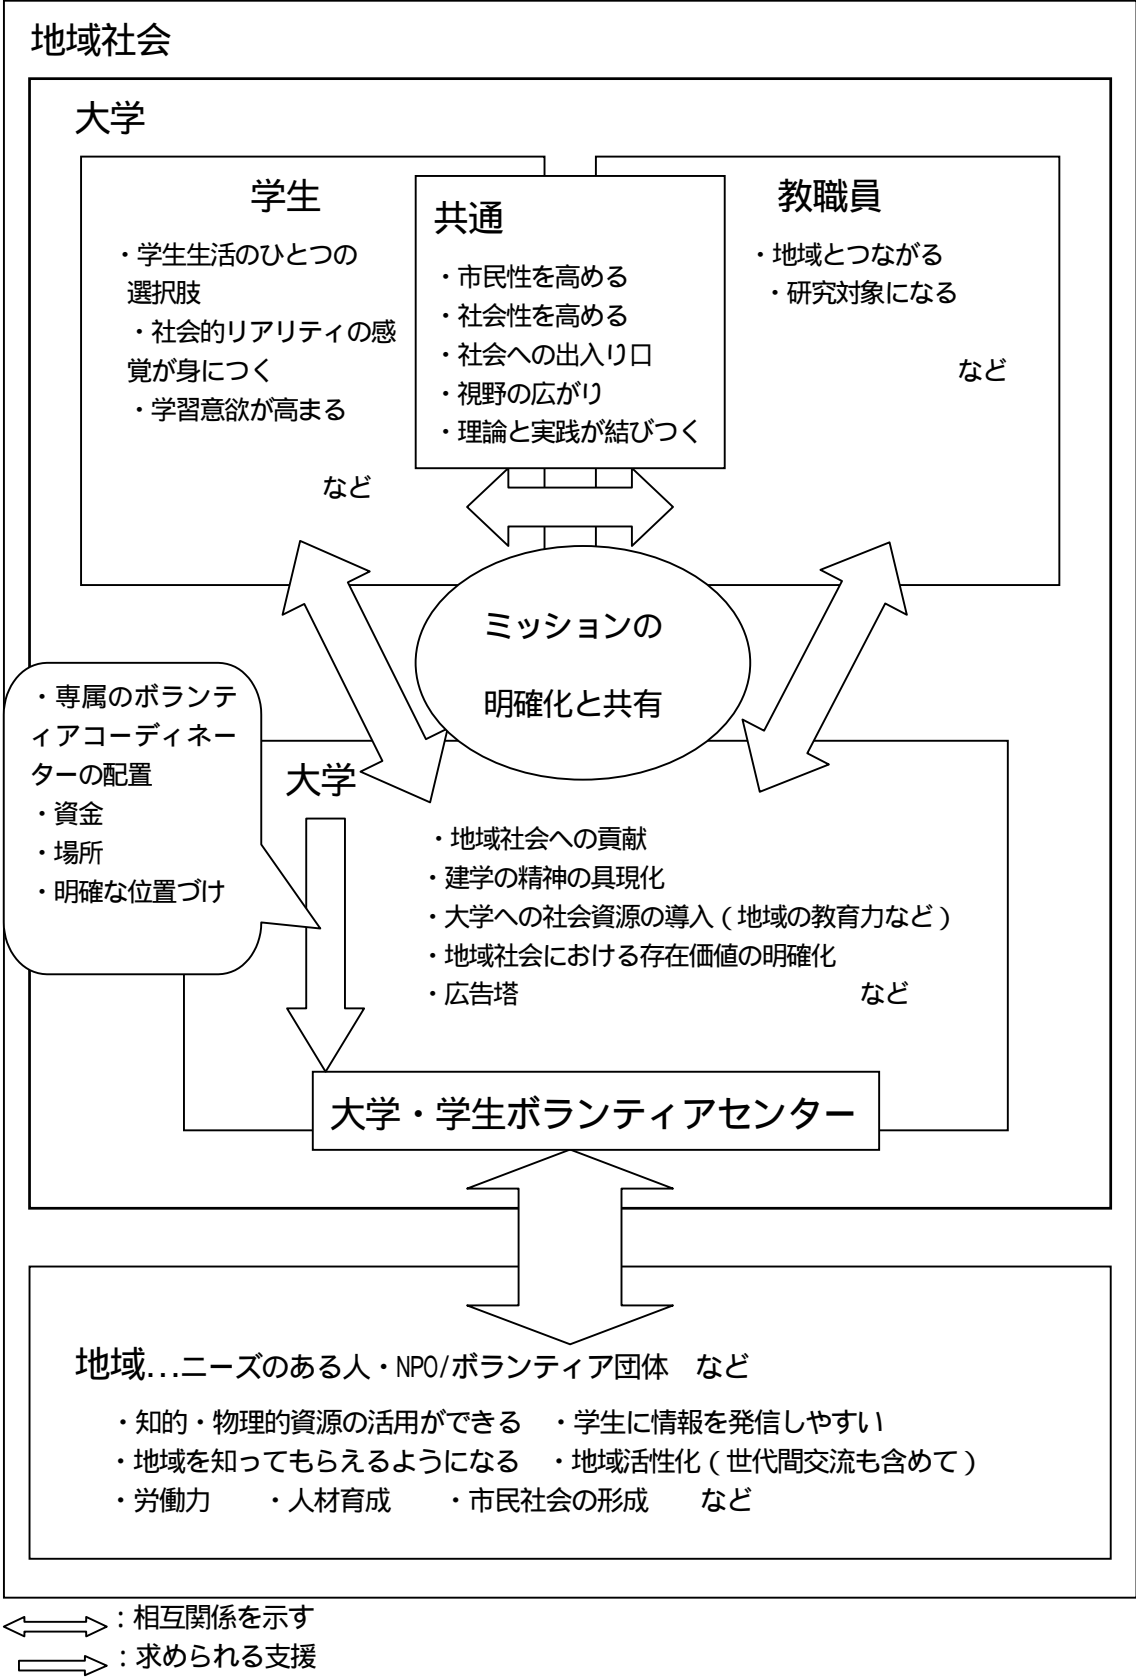 地域社会
大学
学生
・学生生活のひとつの
選択肢
・社会的リアリティの感
覚が身につく
・学習意欲が高まる
など
共通
・市民性を高める
・社会性を高める
・社会への出入り口
・視野の広がり
・理論と実践が結びつく
教職員
・地域とつながる
・研究対象になる
など
ミッションの
明確化と共有
・専属のボランテ
ィアコーディネー
ターの配置
・資金
・場所
・明確な位置づけ
大学
・地域社会への貢献
・建学の精神の具現化
・大学への社会資源の導入（地域の教育力など）
・地域社会における存在価値の明確化
・広告塔　など
大学・学生ボランティアセンター
地域…ニーズのある人・NPO/ボランティア団体　など
・知的・物理的資源の活用ができる　・学生に情報を発信しやすい
・地域を知ってもらえるようになる　・地域活性化（世代間交流も含めて）
・労働力　・人材育成　・市民社会の形成　など
：相互関係を示す
：求められる支援